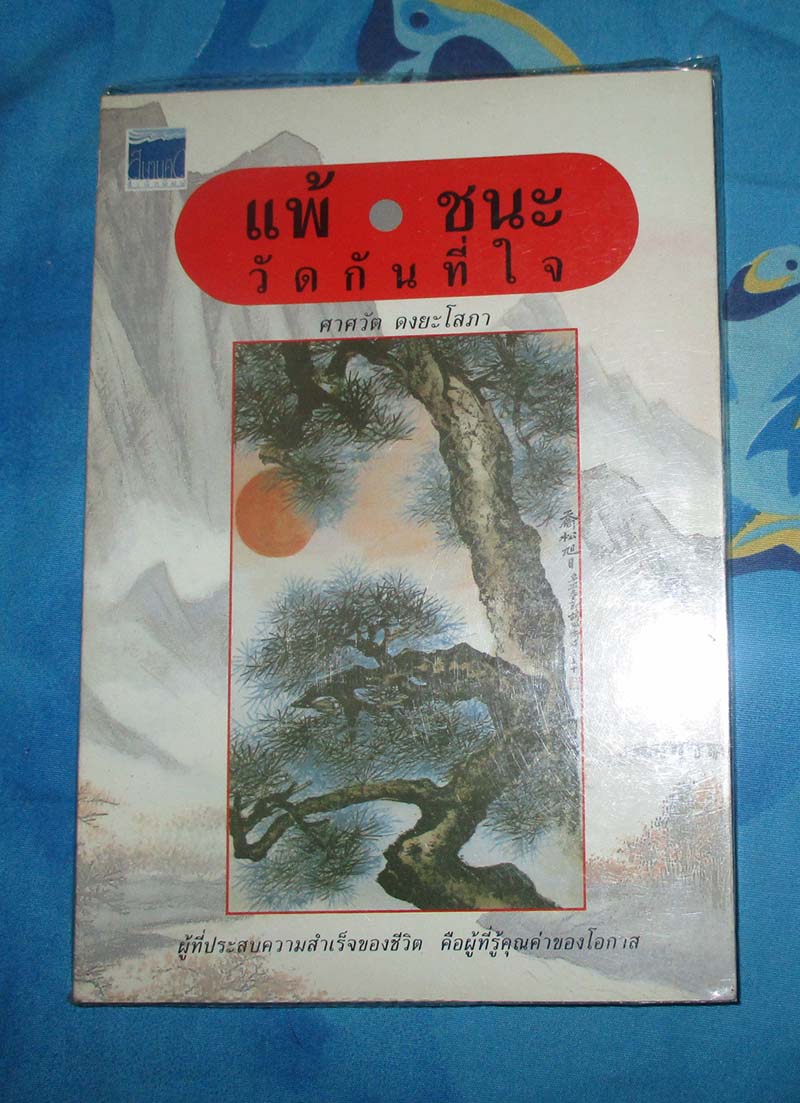 แพ้ ● ชนะ
วัดกันที่ใจ
ศาศวัต ดงยะโสภา
ผู้ที่ประสบความสำเร็จของชีวิต คือผู้ที่รู้คุณค่าของโอกาส